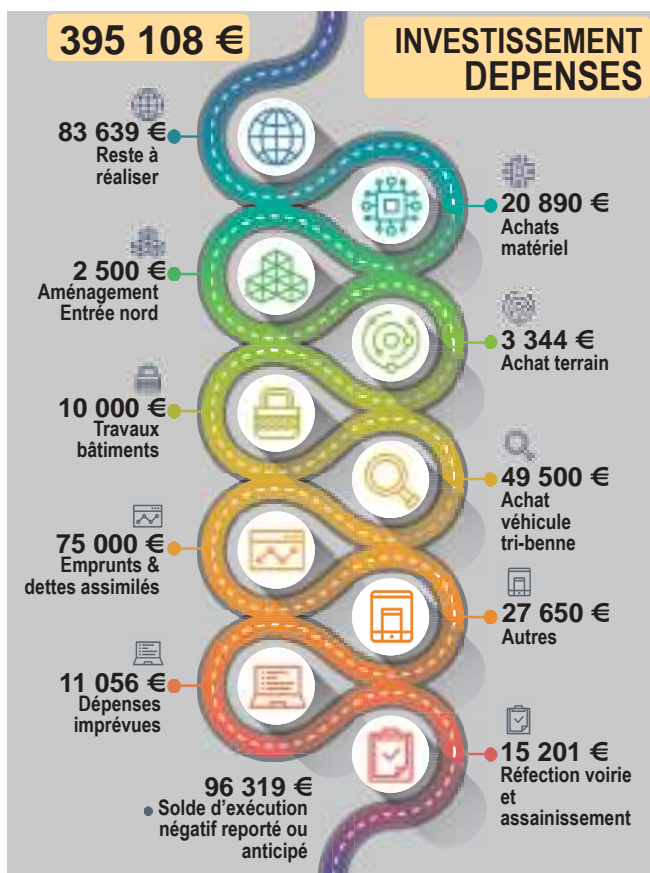 395 108 €
INVESTISSEMENT
DEPENSES
83 639 €
Reste à
réaliser
20 890 €
Achats
matériel
2 500 €
Aménagement
Entrée nord
3 344 €
Achat terrain
10 000 €
Travaux
bâtiments
49 500 €
Achat
véhicule
tri-benne
75 000 €
Emprunts &
dettes assimilés
27 650 €
Autres
11 056 €
Dépenses
imprévues
15 201 €
Réfection voirie
et
assainissement
96 319 €
Solde d'exécution
négatif reporté ou
anticipé